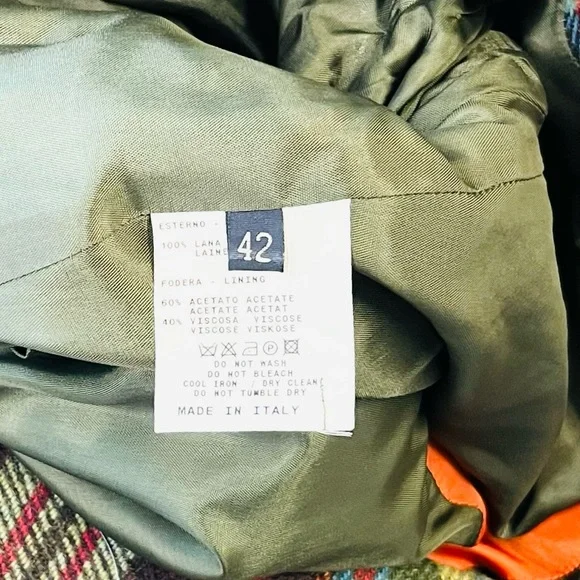 ESTERNO -
42
100% LANA
LAINE
FODERA - LINING
60% ACETATO ACETATE
ACETATE ACETAT
40% VISCOSA VISCOSE
VISCOSE VISKOSE
DO NOT WASH
DO NOT BLEACH
COOL IRON / DRY CLEAN
DO NOT TUMBLE DRY
MADE IN ITALY